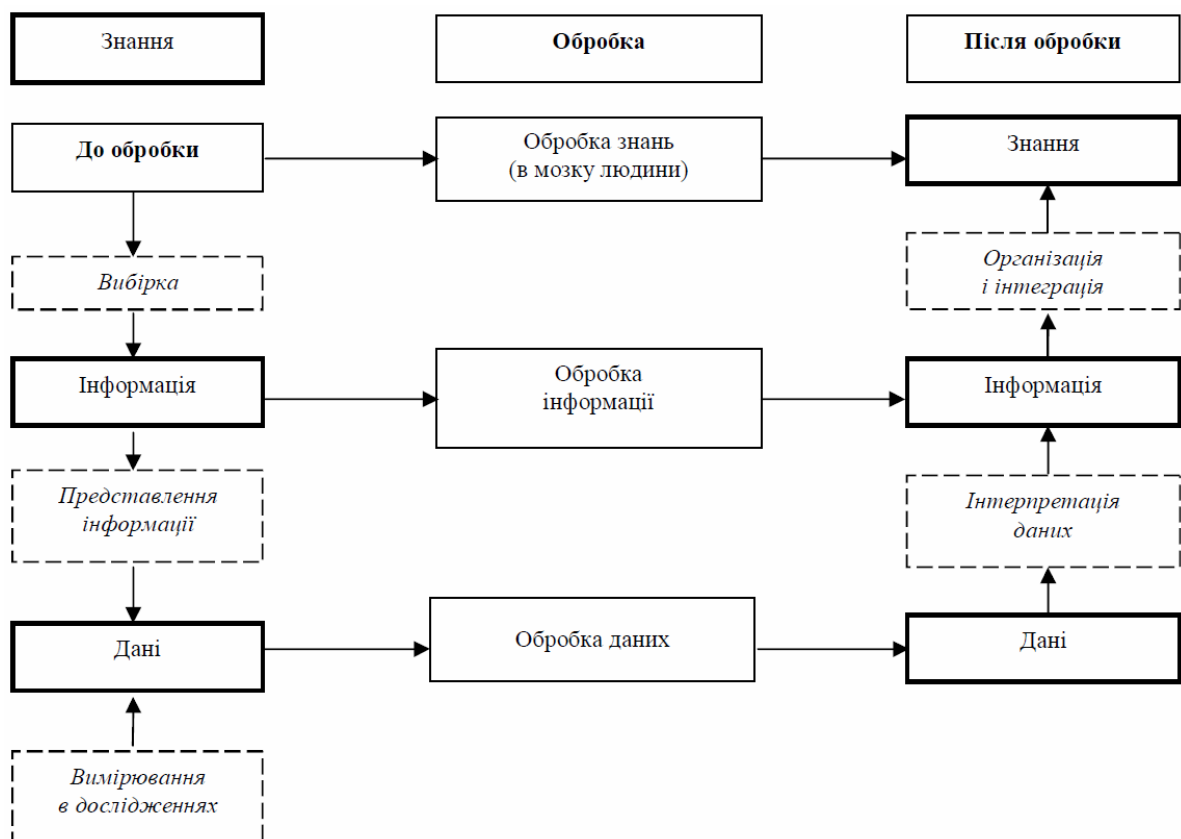 Знання
Обробка
Після обробки
До обробки
Обробка знань
(в мозку людини)
Знання
Вибірка
Організація
і інтеграція
Інформація
Обробка
інформації
Інформація
Представлення
інформації
Інтерпретація
даних
Дані
Обробка даних
Дані
Вимірювання
в дослідженнях